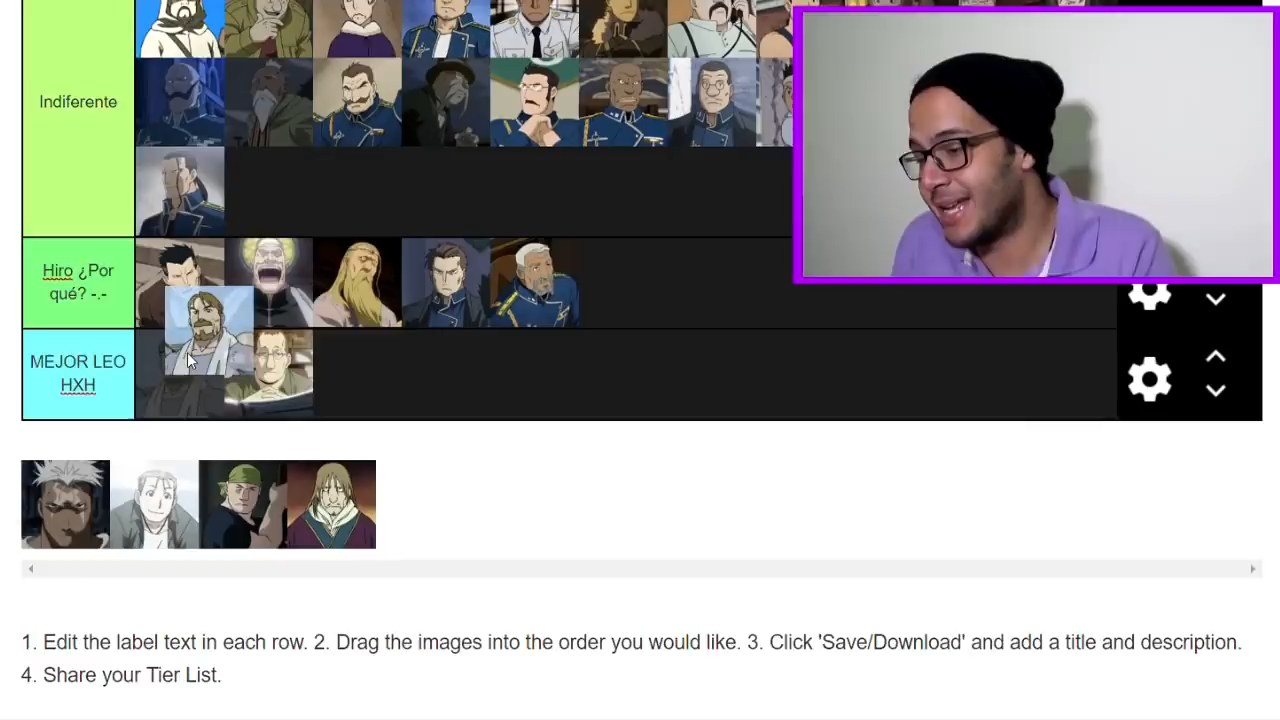 Indiferente
Hiro ¿Por
qué? -.-
MEJOR LEO
HXH
1. Edit the label text in each row. 2. Drag the images into the order you would like. 3. Click 'Save/Download' and add a title and description.
4. Share your Tier List.